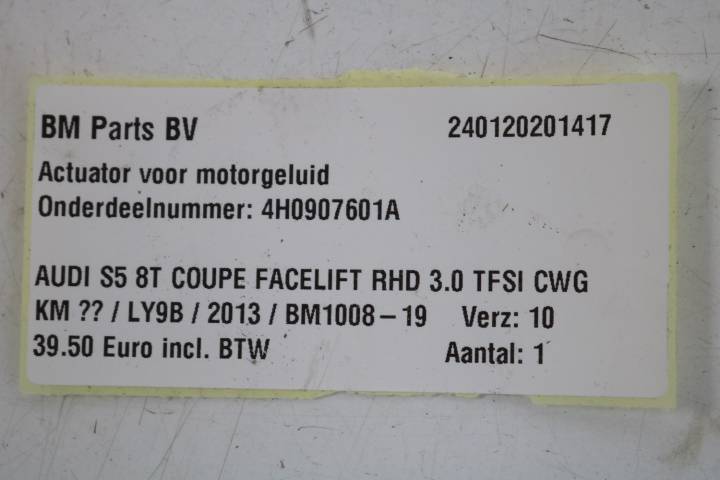 BM Parts BV 240120201417
Actuator voor motorgeluid
Onderdeelnummer: 4H0907601A
AUDI S5 8T COUPE FACELIFT RHD 3.0 TFSI CWG
KM ?? / LY9B / 2013 / BM1008-19 Verz: 10
39.50 Euro incl. BTW Aantal: 1